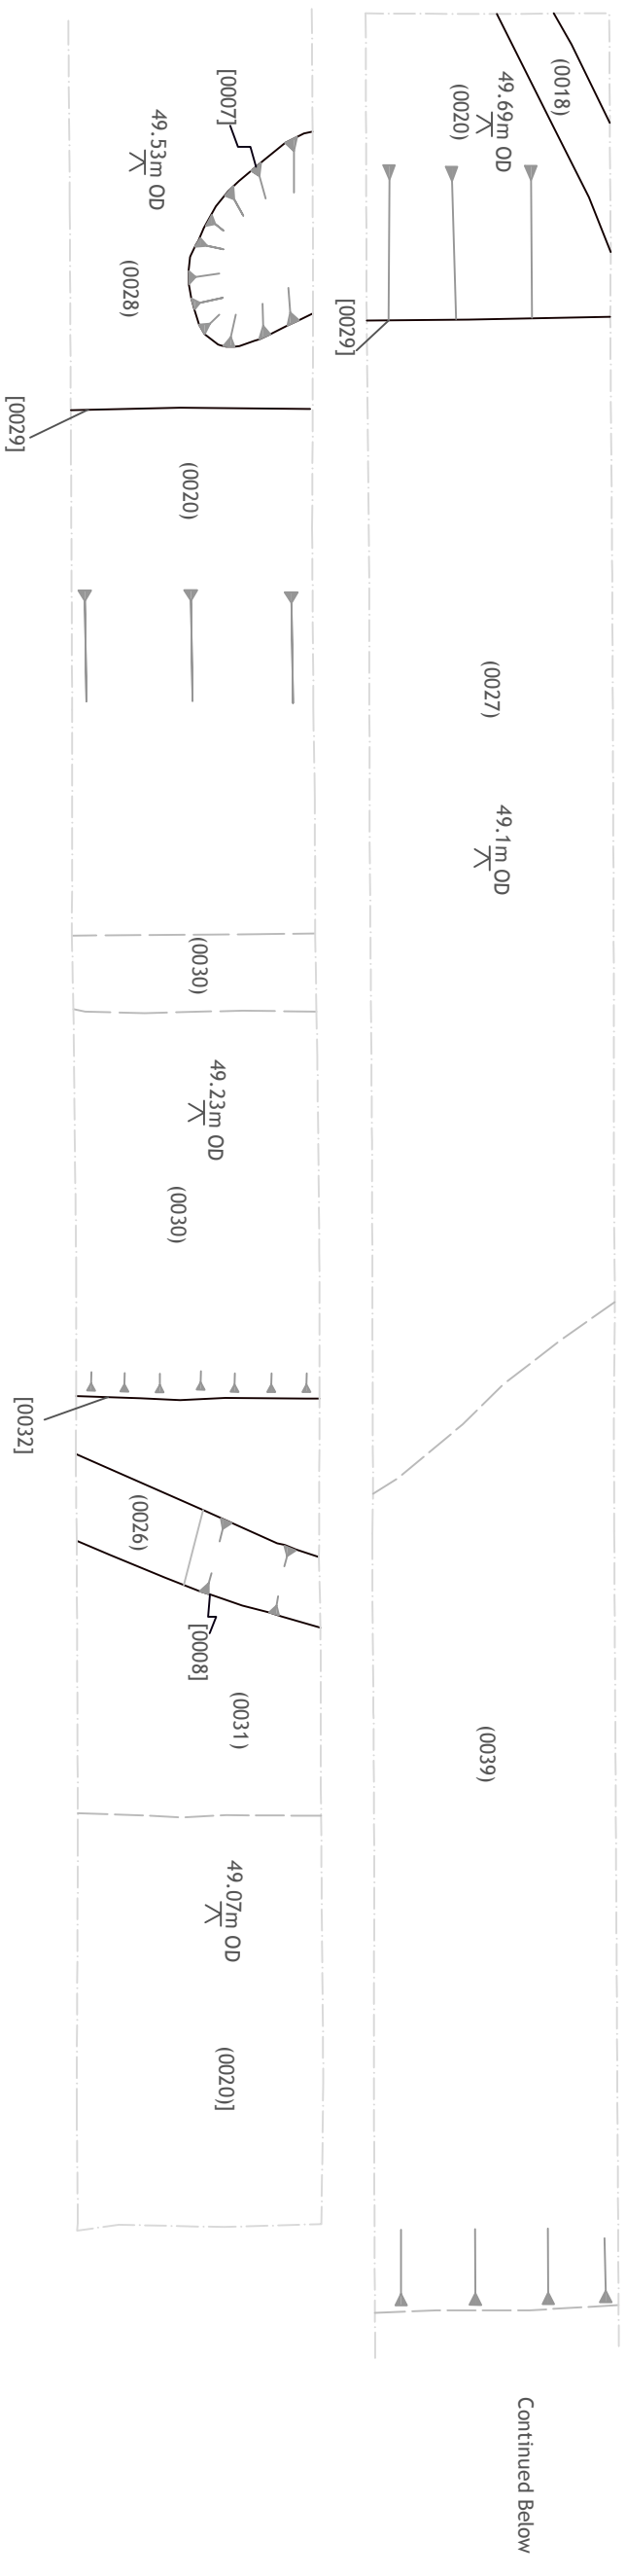 (0018)
49.69m OD
(0020)
[0029]
(0027)
49.1m OD
(0039)
Continued Below
[0007]
49.53m OD
(0028)
[0029]
(0020)
(0030)
49.23m OD
(0030)
[0032]
(0026)
[0008]
(0031)
49.07m OD
(0020)]